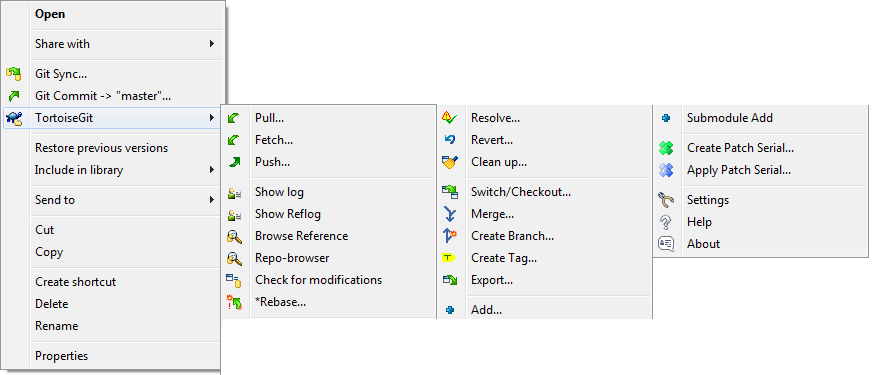 Open
Share with
Git Sync...
Git Commit -> "master"...
TortoiseGit
Restore previous versions
Include in library
Send to
Cut
Copy
Create shortcut
Delete
Rename
Properties
Pull...
Fetch...
Push...
Show log
Show Reflog
Browse Reference
Repo-browser
Check for modifications
*Rebase...
Resolve...
Revert...
Clean up...
Switch/Checkout...
Merge...
Create Branch...
Create Tag...
Export...
Add...
Submodule Add
Create Patch Serial...
Apply Patch Serial...
Settings
Help
About